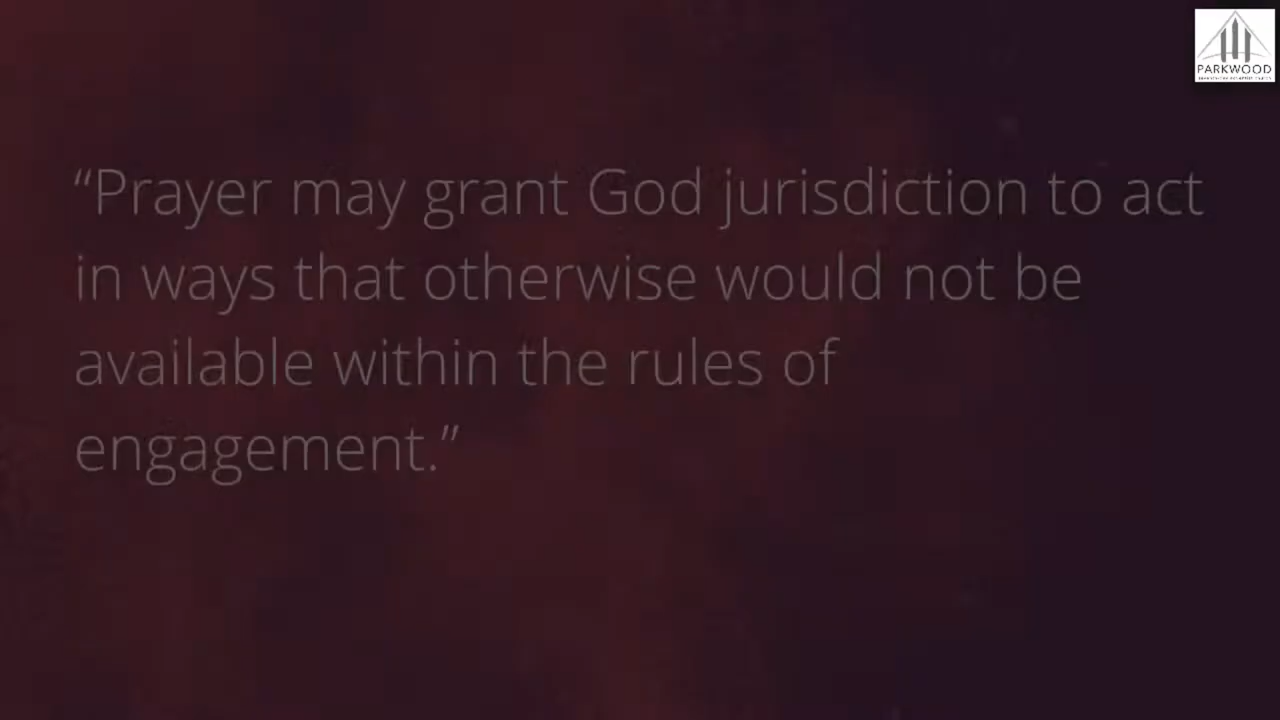 PARKWOOD
“Prayer may grant God jurisdiction to act
in ways that otherwise would not be
available within the rules of
engagement.”